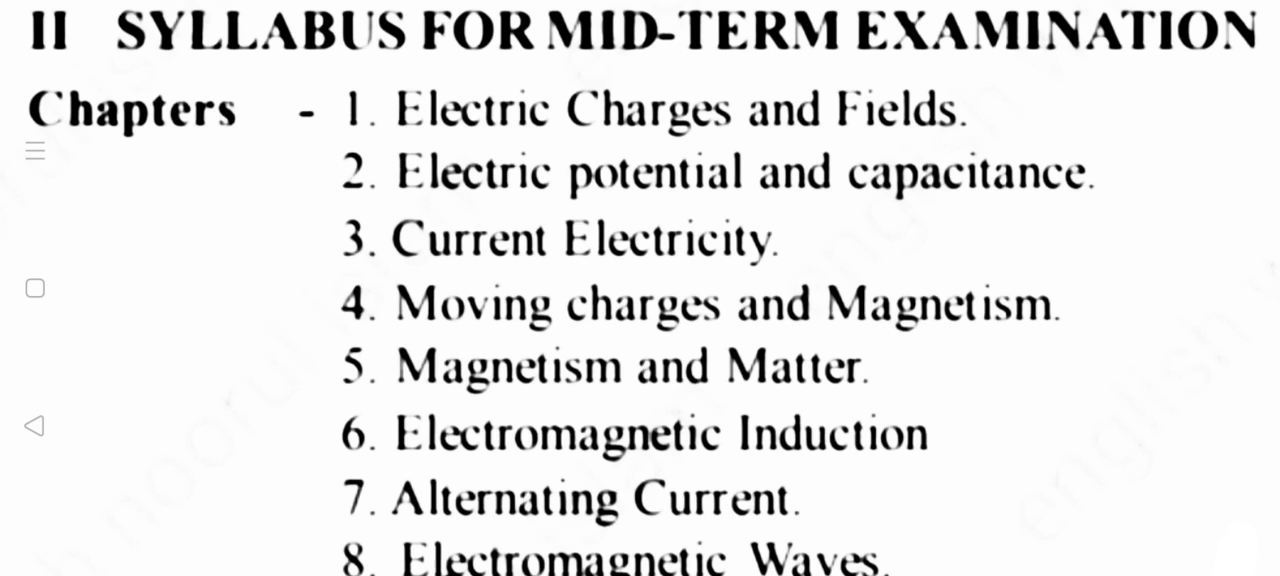 II SYLLABUS FOR MID-TERM EXAMINATION
Chapters - 1. Electric Charges and Fields.
2. Electric potential and capacitance.
3. Current Electricity.
4. Moving charges and Magnetism.
5. Magnetism and Matter.
6. Electromagnetic Induction
7. Alternating Current.
8. Electromagnetic Waves.